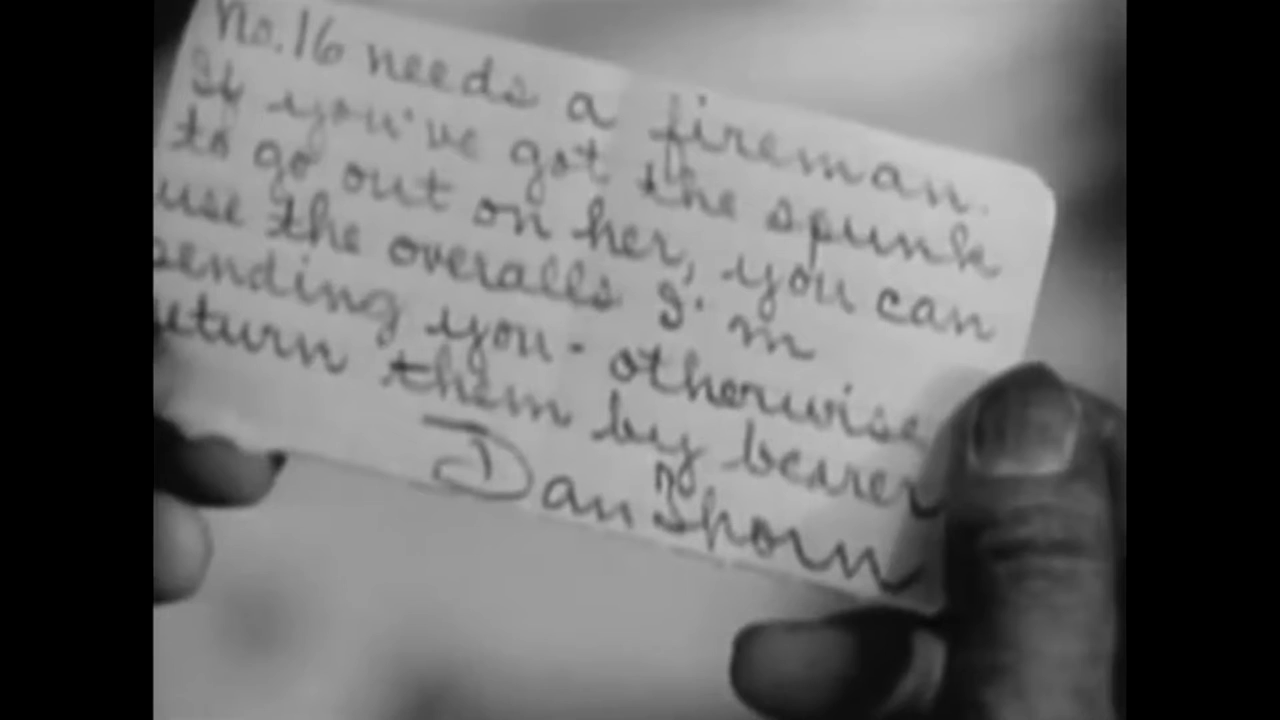 No. 16 needs a fireman.
If you've got the spunk
to go out on her, you can
use the overalls I'm
sending you - otherwise
return them by bearer
Dan Thorn